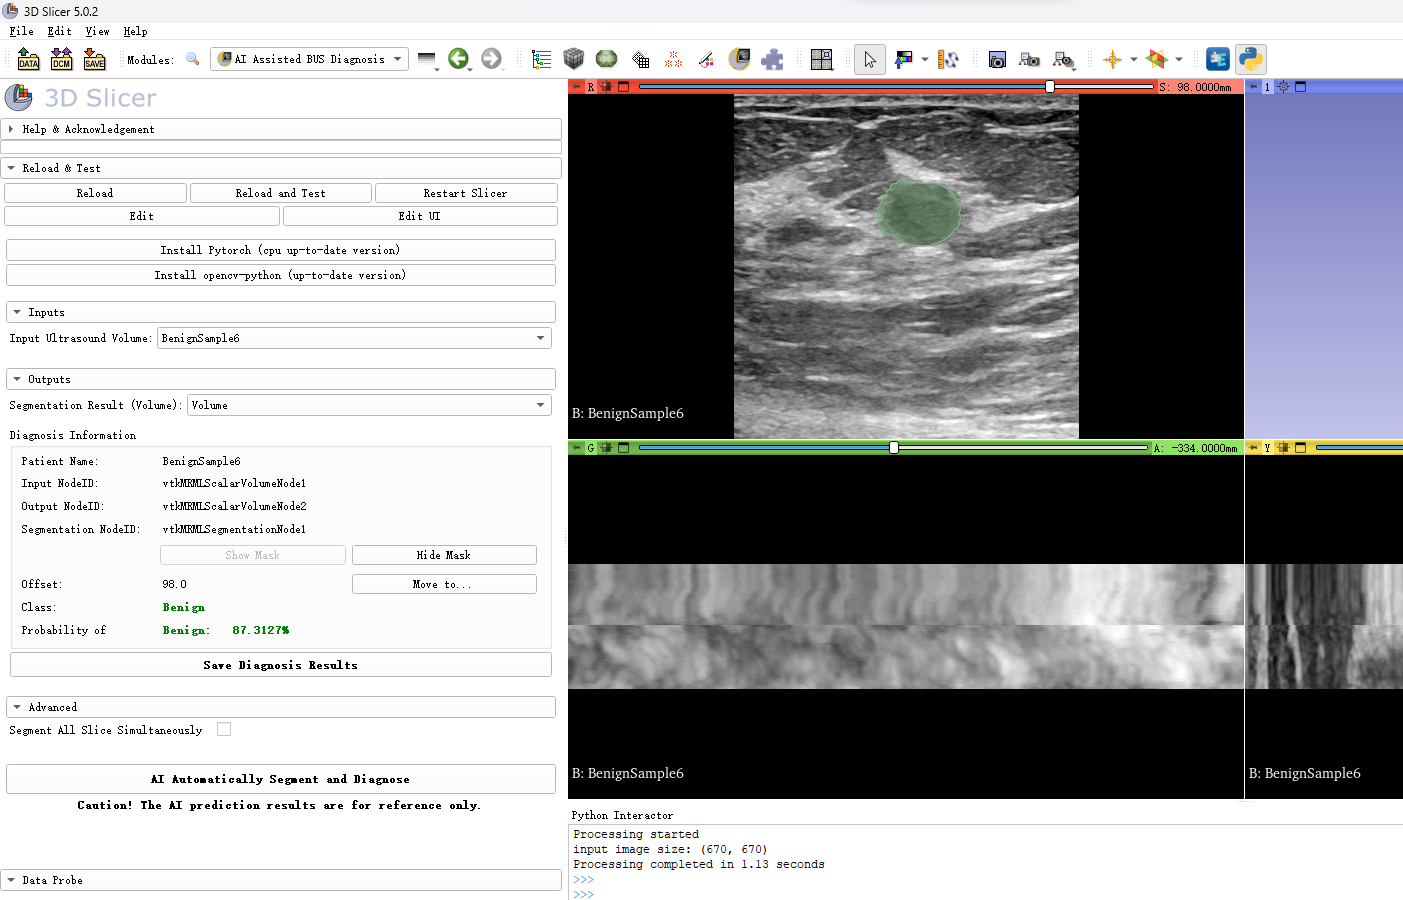 3D Slicer 5.0.2
File Edit View Help
DATA DCM SAVE Modules: AI Assisted BUS Diagnosis
3D Slicer
Help & Acknowledgement
Reload & Test
Reload Reload and Test Restart Slicer
Edit Edit UI
Install Pytorch (cpu up-to-date version)
Install opencv-python (up-to-date version)
Inputs
Input Ultrasound Volume: BenignSample6
Outputs
Segmentation Result (Volume): Volume
Diagnosis Information
Patient Name: BenignSample6
Input NodeID: vtkMRMLScalarVolumeNode1
Output NodeID: vtkMRMLScalarVolumeNode2
Segmentation NodeID: vtkMRMLSegmentationNode1
Show Mask Hide Mask
Offset: 98.0 Move to...
Class: Benign
Probability of Benign: 87.3127%
Save Diagnosis Results
Advanced
Segment All Slice Simultaneously
AI Automatically Segment and Diagnose
Caution! The AI prediction results are for reference only.
Data Probe
R S: 98.0000mm
B: BenignSample6
1
G A: -334.0000mm
B: BenignSample6
Y
B: BenignSample6
Python Interactor
Processing started
input image size: (670, 670)
Processing completed in 1.13 seconds
>>>
>>>